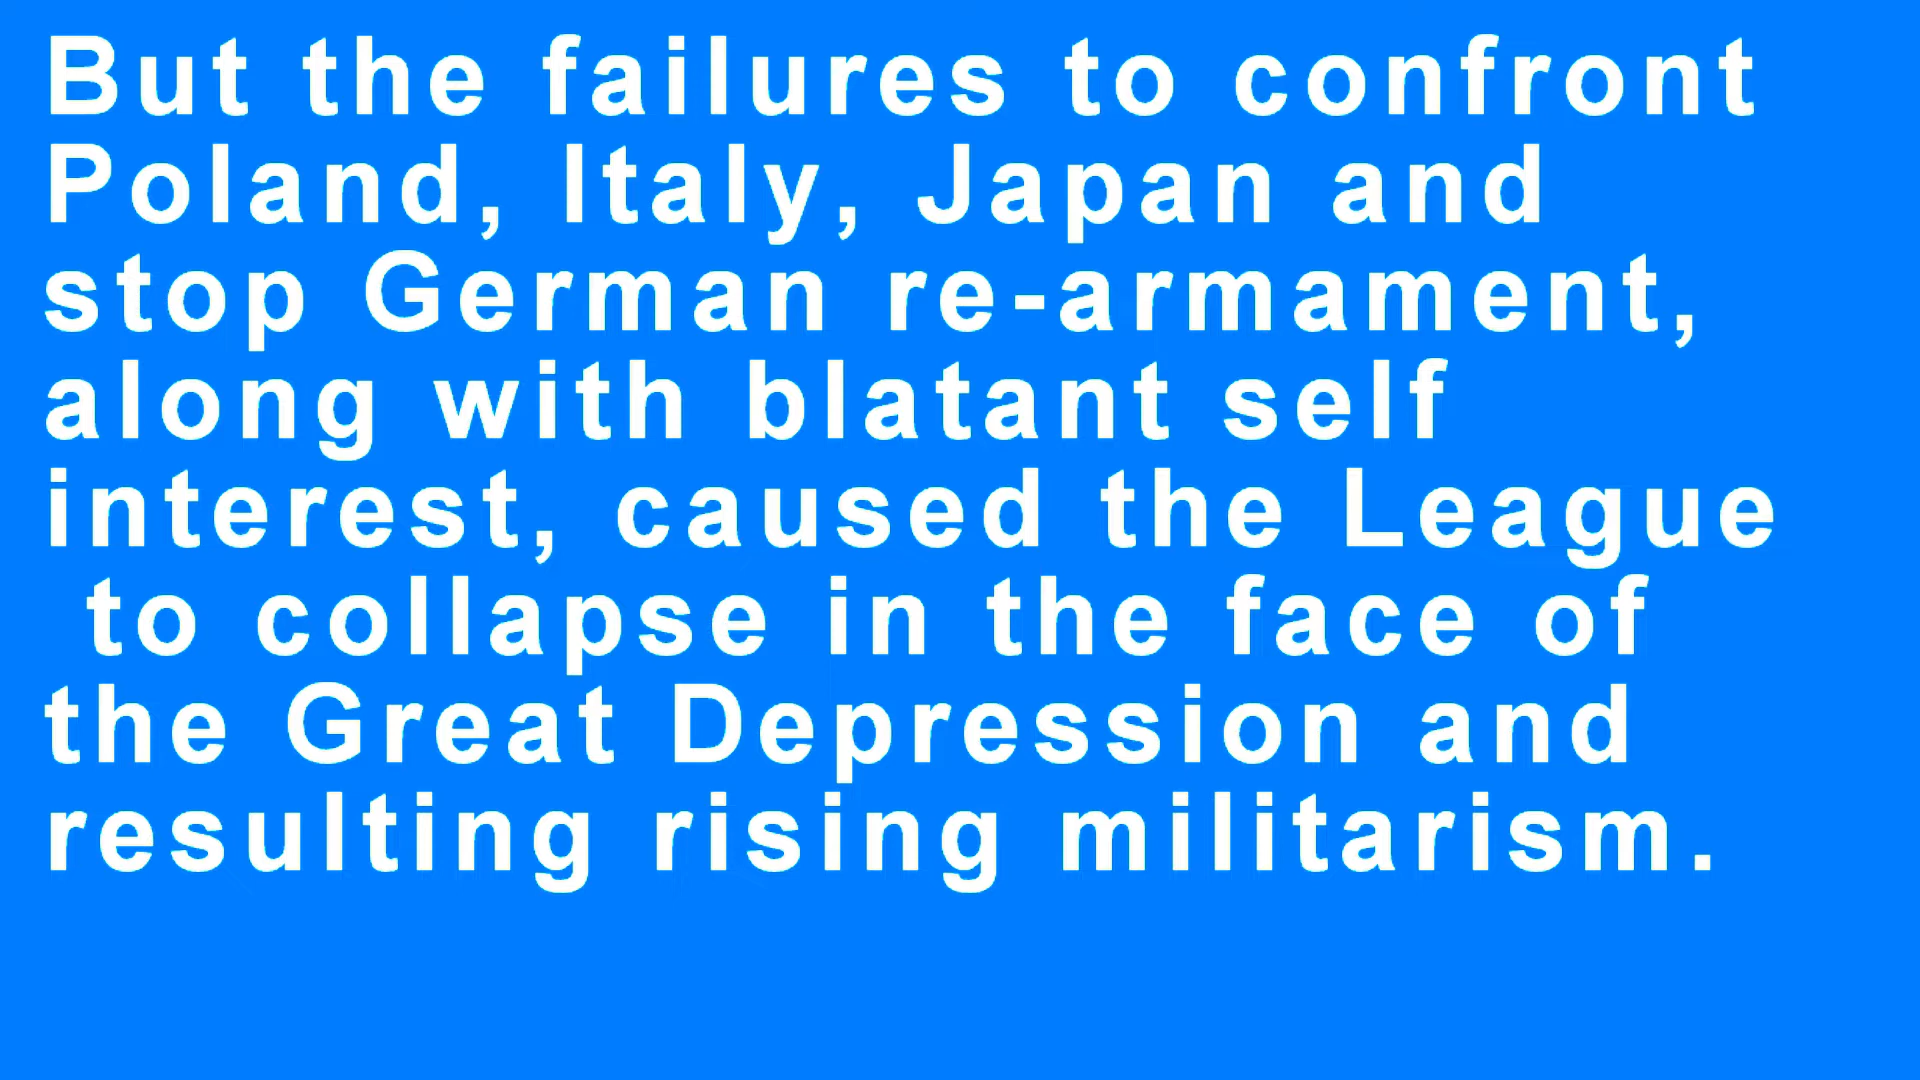 But the failures to confront
Poland, Italy, Japan and
stop German re-armament,
along with blatant self
interest, caused the League
to collapse in the face of
the Great Depression and
resulting rising militarism.